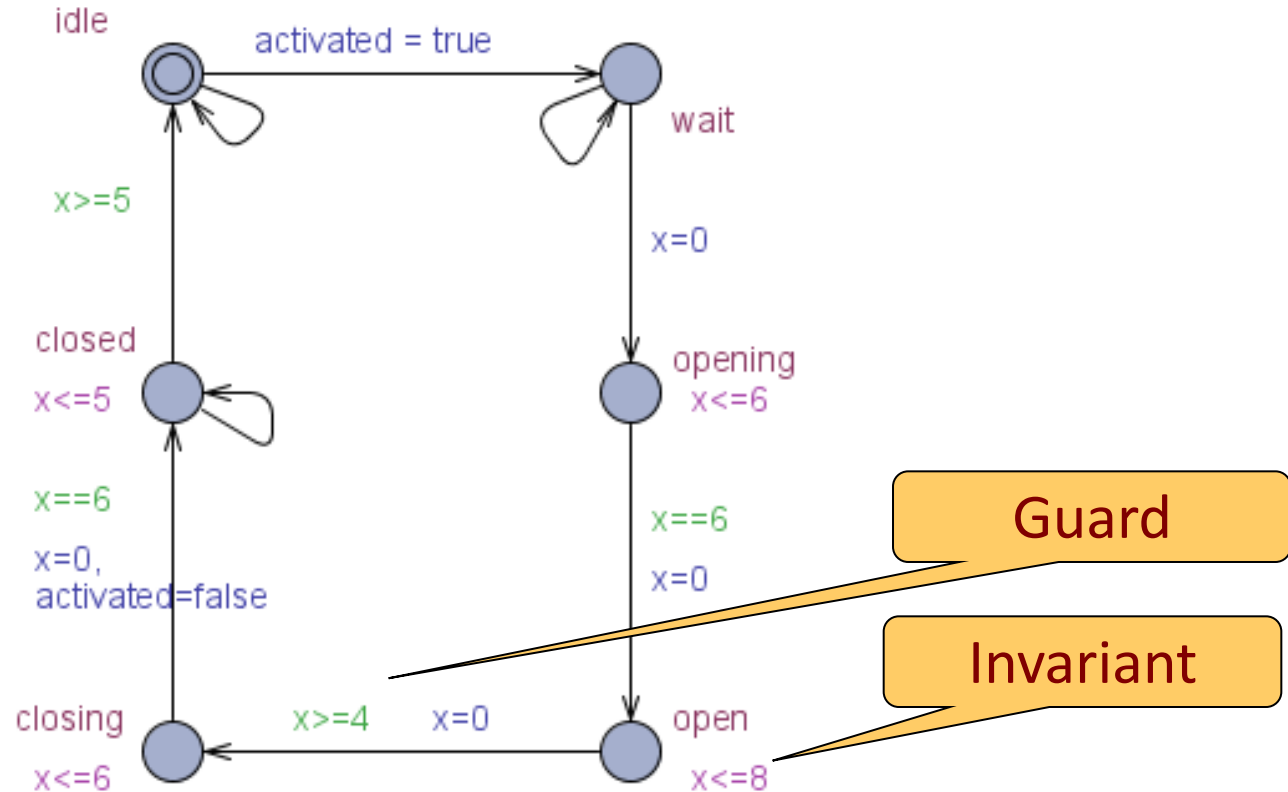 idle
activated = true
wait
x>=5
x=0
closed
x<=5
opening
x<=6
x==6
x=0,
activated=false
x==6
x=0
Guard
Invariant
closing
x<=6
x>=4
x=0
open
x<=8